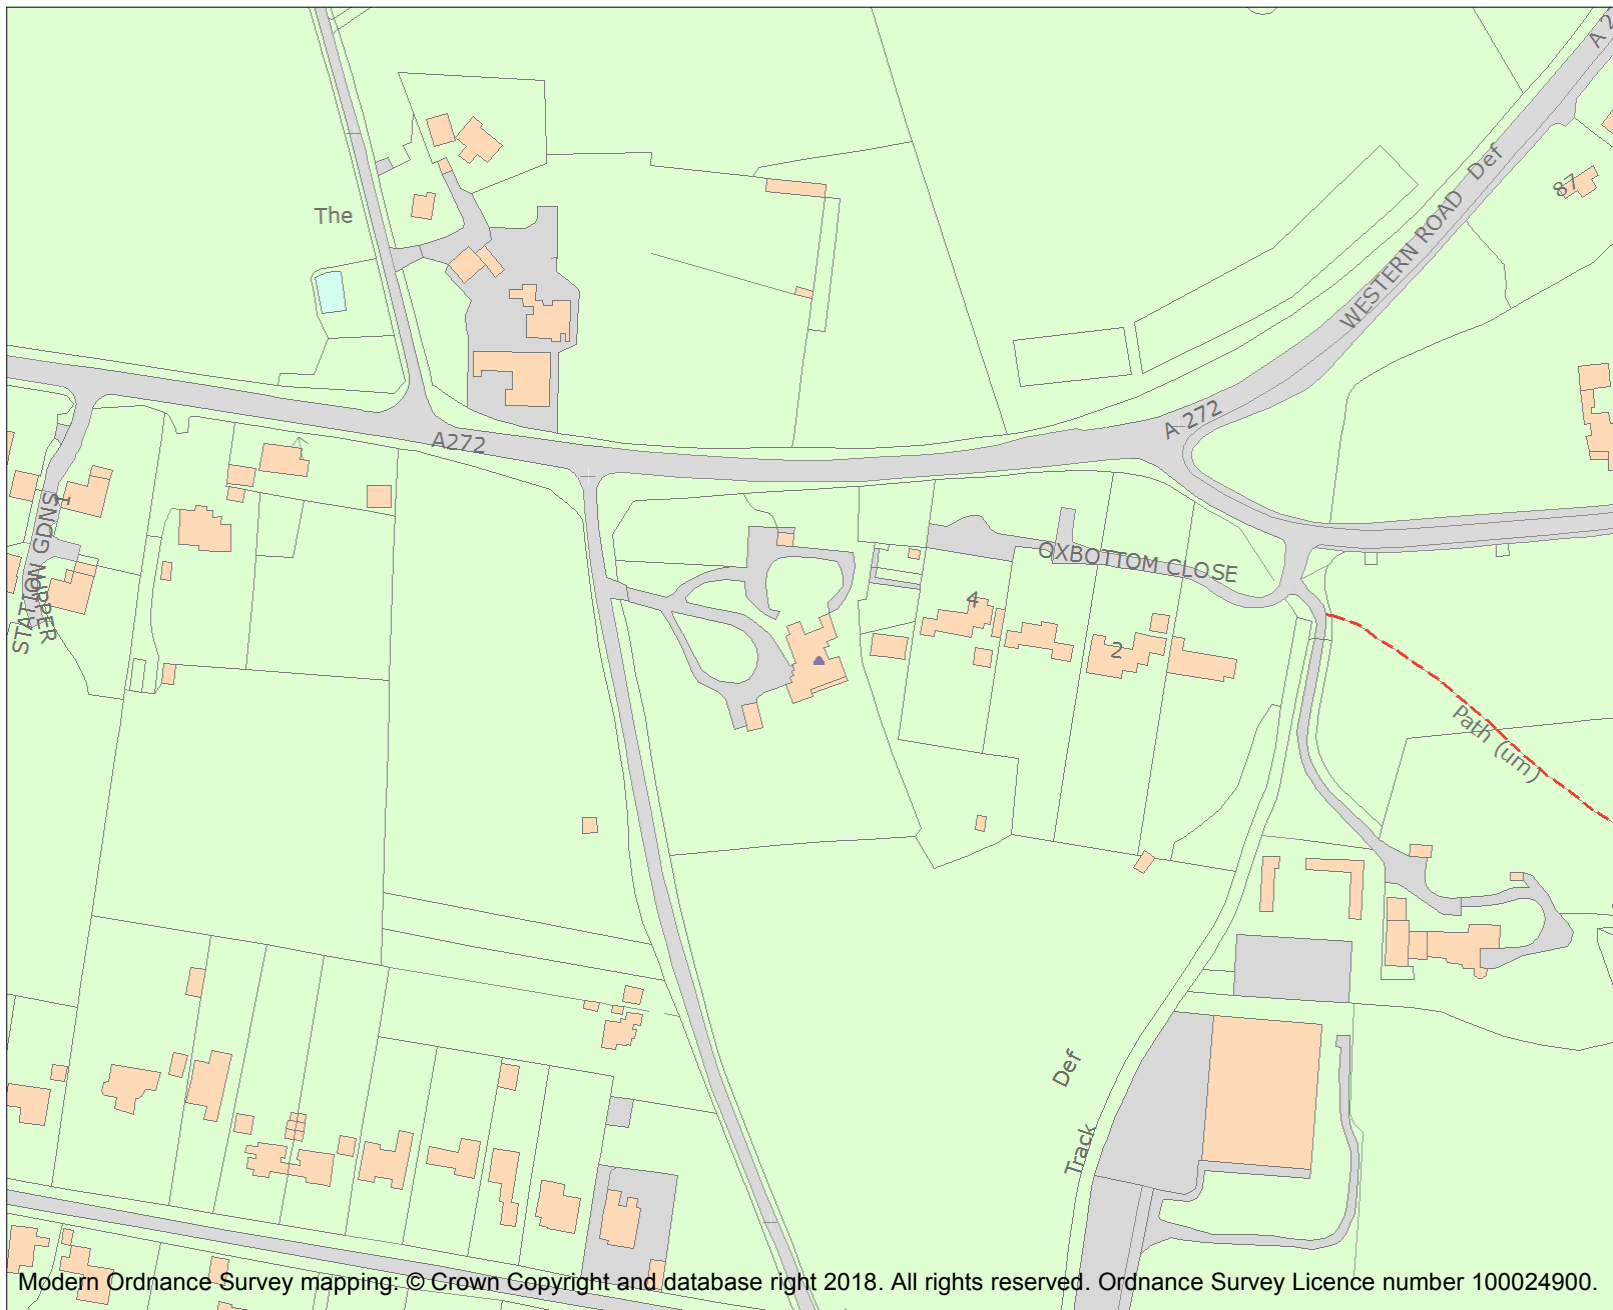 A 2
Def
87
WESTERN ROAD
The
A 272
A272
1
STATION GDNS
UPPER
OXBOTTOM CLOSE
4
2
Path (um)
Def
Track
Modern Ordnance Survey mapping: © Crown Copyright and database right 2018. All rights reserved. Ordnance Survey Licence number 100024900.